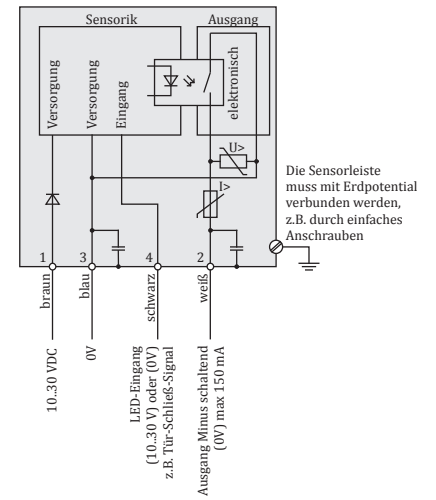 Sensorik
Ausgang
Versorgung
Versorgung
Eingang
elektronisch
U>
I>
Die Sensorleiste
muss mit Erdpotential
verbunden werden,
z.B. durch einfaches
Anschrauben
1
3
4
2
braun
blau
schwarz
weiß
10..30 VDC
0V
LED-Eingang
(10..30 V) oder (0V)
z.B. Tür-Schließ-Signal
Ausgang Minus schaltend
(0V) max 150 mA